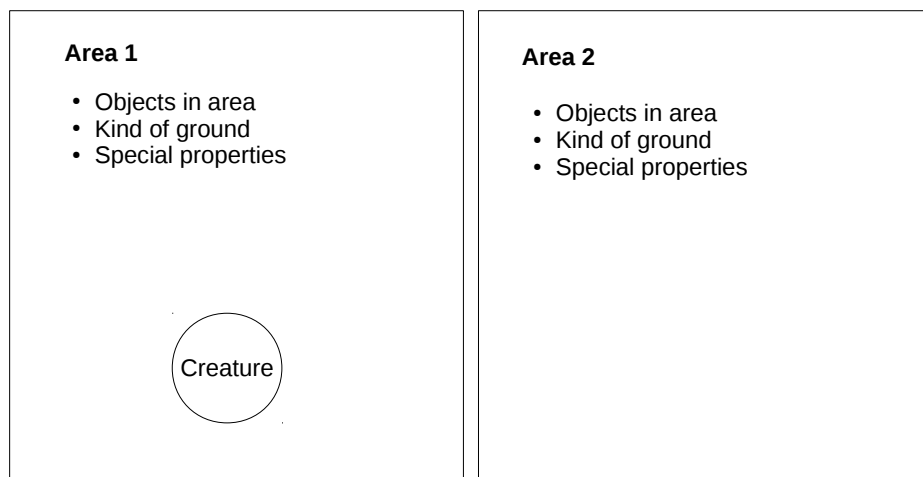 Area 1
• Objects in area
• Kind of ground
• Special properties
Creature
Area 2
• Objects in area
• Kind of ground
• Special properties